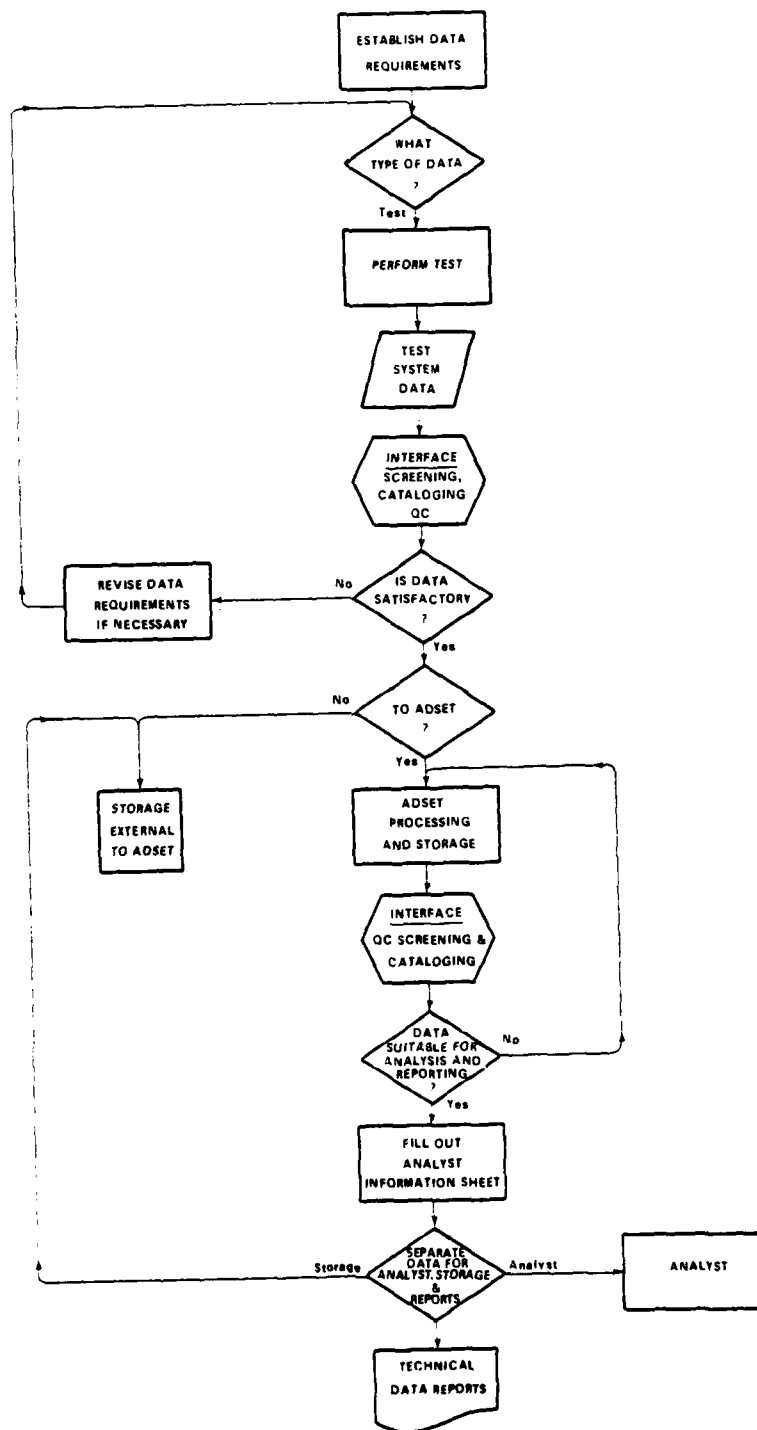 ESTABLISH DATA
REQUIREMENTS
WHAT
TYPE OF DATA
?
Test
PERFORM TEST
TEST
SYSTEM
DATA
INTERFACE
SCREENING,
CATALOGING
QC
IS DATA
SATISFACTORY
?
No
REVISE DATA
REQUIREMENTS
IF NECESSARY
Yes
TO ADSET
?
No
STORAGE
EXTERNAL
TO ADSET
Yes
ADSET
PROCESSING
AND STORAGE
INTERFACE
QC SCREENING &
CATALOGING
DATA
SUITABLE FOR
ANALYSIS AND
REPORTING
?
No
Yes
FILL OUT
ANALYST
INFORMATION SHEET
SEPARATE
DATA FOR
ANALYST, STORAGE
&
REPORTS
Storage
Analyst
ANALYST
TECHNICAL
DATA REPORTS